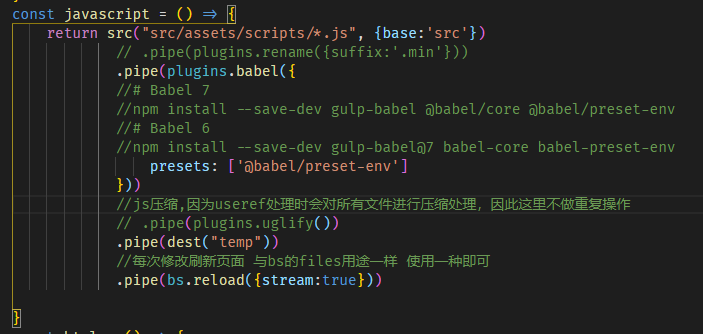 const javascript = () => {
return src("src/assets/scripts/*.js", {base:'src'})
// .pipe(plugins.rename({suffix:'.min'}))
.pipe(plugins.babel({
//# Babel 7
//npm install --save-dev gulp-babel @babel/core @babel/preset-env
//# Babel 6
//npm install --save-dev gulp-babel@7 babel-core babel-preset-env
presets: ['@babel/preset-env']
}))
//js压缩,因为useref处理时会对所有文件进行压缩处理，因此这里不做重复操作
// .pipe(plugins.uglify())
.pipe(dest("temp"))
//每次修改刷新页面 与bs的files用途一样 使用一种即可
.pipe(bs.reload({stream:true}))
}